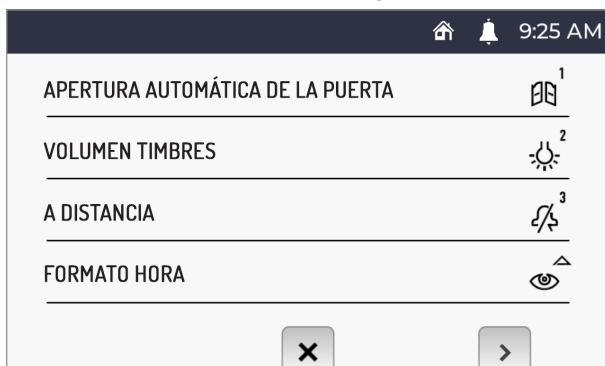 9:25 AM
APERTURA AUTOMÁTICA DE LA PUERTA 1
VOLUMEN TIMBRES 2
A DISTANCIA 3
FORMATO HORA